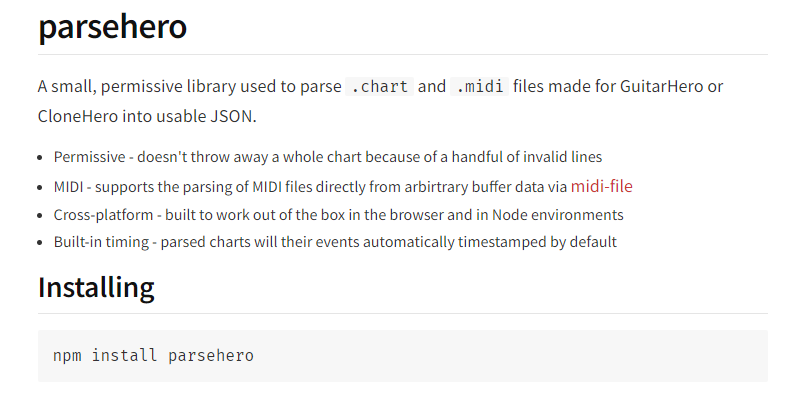 parsehero
A small, permissive library used to parse .chart and .midi files made for GuitarHero or
CloneHero into usable JSON.
• Permissive - doesn't throw away a whole chart because of a handful of invalid lines
• MIDI - supports the parsing of MIDI files directly from arbirtrary buffer data via midi-file
• Cross-platform - built to work out of the box in the browser and in Node environments
• Built-in timing - parsed charts will their events automatically timestamped by default
Installing
npm install parsehero